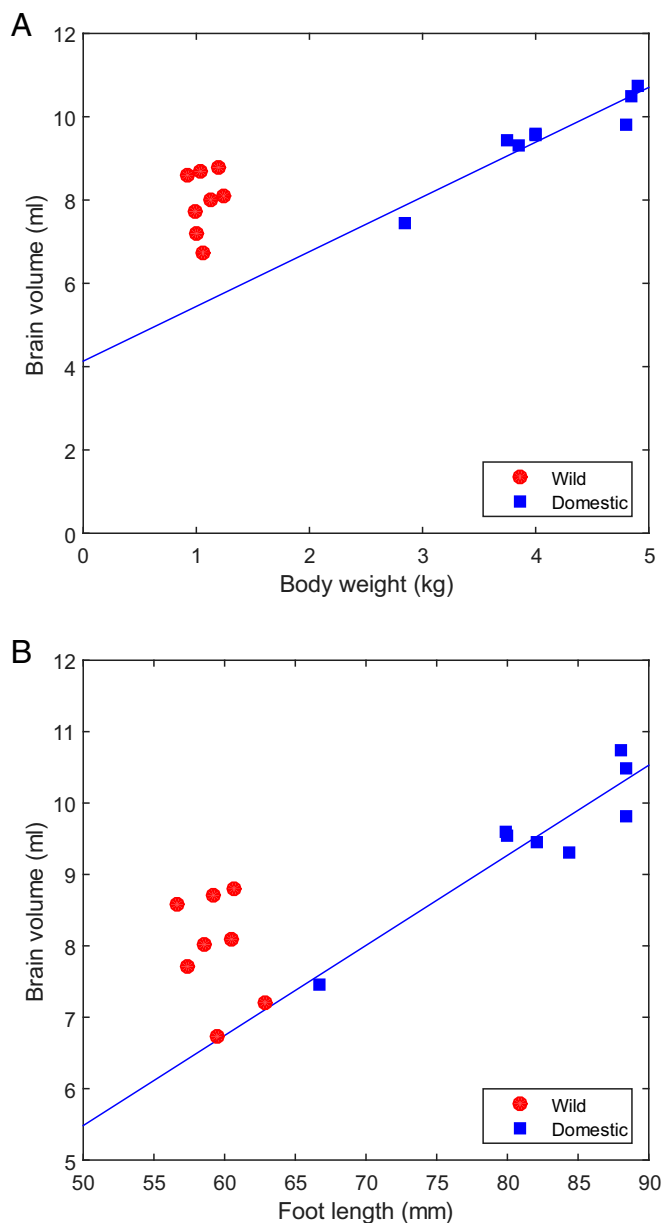 A
12
10
8
6
4
2
0
0 1 2 3 4 5
Brain volume (ml)
Body weight (kg)
Wild
Domestic
B
12
11
10
9
8
7
6
5
50 55 60 65 70 75 80 85 90
Brain volume (ml)
Foot length (mm)
Wild
Domestic